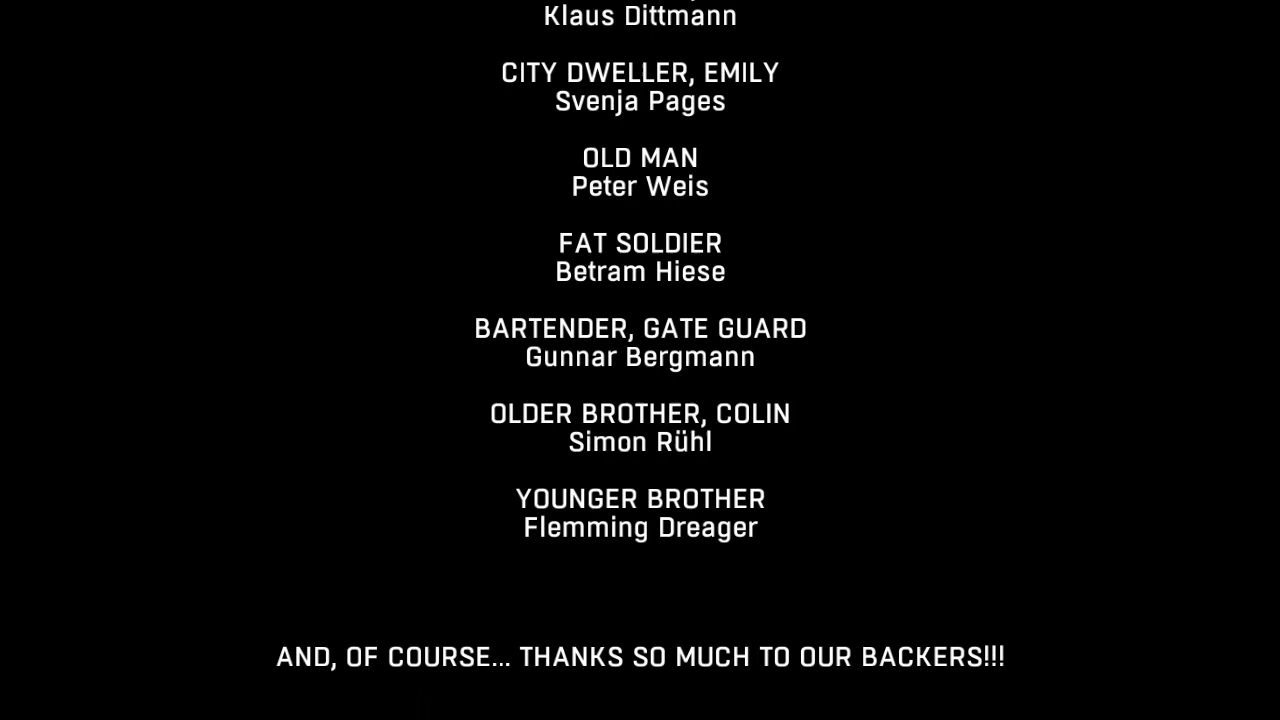 Klaus Dittmann
CITY DWELLER, EMILY
Svenja Pages
OLD MAN
Peter Weis
FAT SOLDIER
Betram Hiese
BARTENDER, GATE GUARD
Gunnar Bergmann
OLDER BROTHER, COLIN
Simon Rühl
YOUNGER BROTHER
Flemming Dreager
AND, OF COURSE... THANKS SO MUCH TO OUR BACKERS!!!